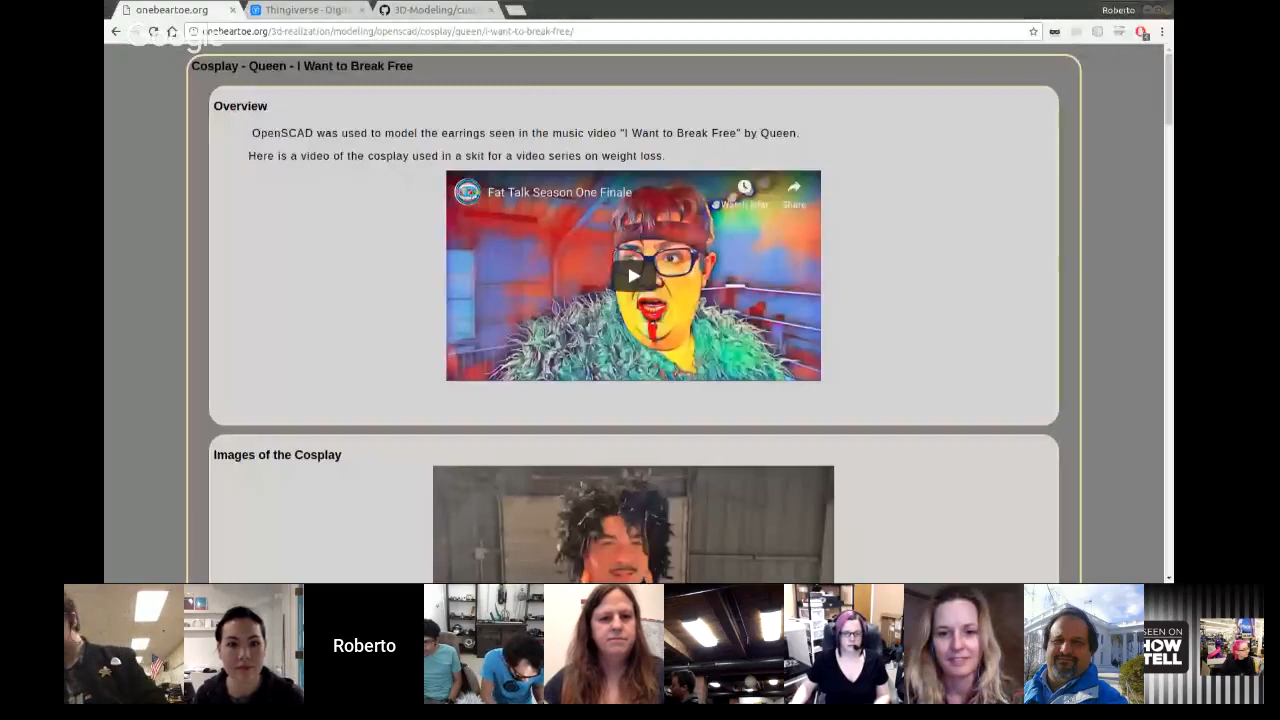 onebeartoe.org
Thingiverse - Digit
3D-Modeling/cus
Roberto
onebeartoe.org/3d-realization/modeling/openscad/cosplay/queen/i-want-to-break-free/
Google
Cosplay - Queen - I Want to Break Free
Overview
OpenSCAD was used to model the earrings seen in the music video "I Want to Break Free" by Queen.
Here is a video of the cosplay used in a skit for a video series on weight loss.
Fat Talk Season One Finale
Watch later
Share
Images of the Cosplay
Roberto
SEEN ON
HOW
TELL